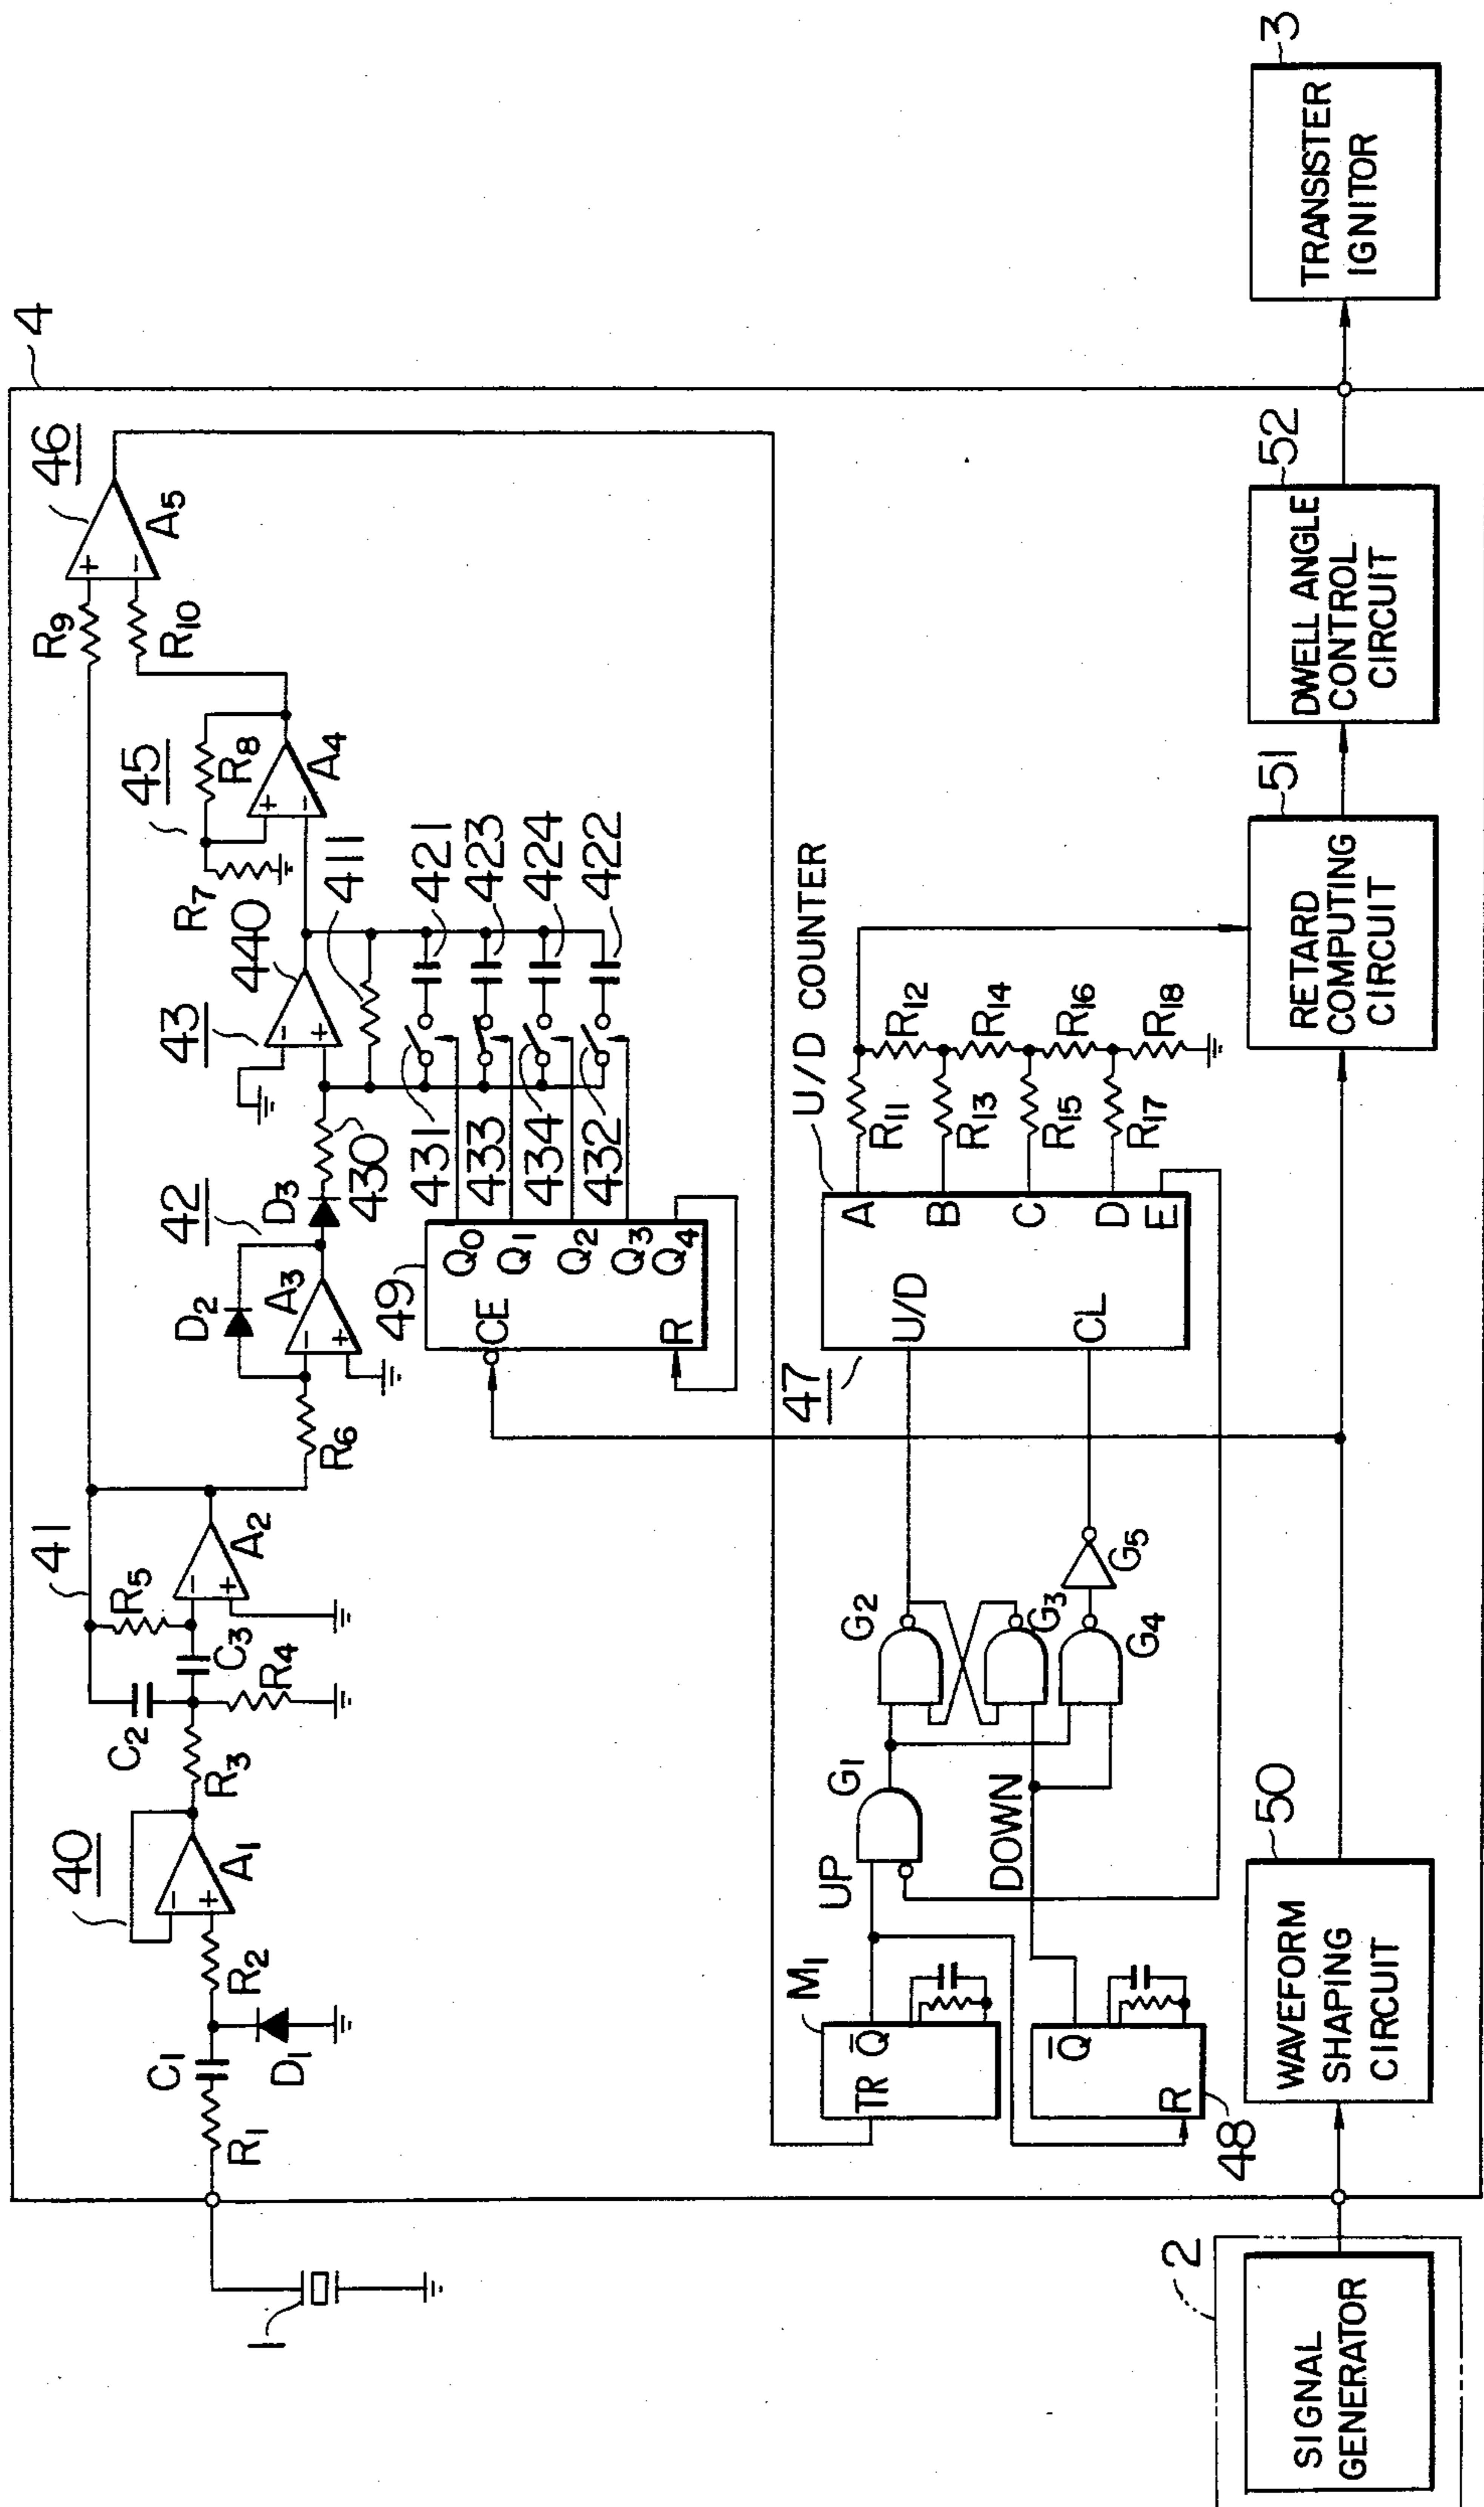 4
3
TRANSISTER
IGNITOR
46
A5
R9
R10
45
R8
A4
R7
411
421
423
424
422
52
DWELL ANGLE
CONTROL
CIRCUIT
51
RETARD
COMPUTING
CIRCUIT
440
43
430
431
433
434
432
U/D COUNTER
R12
R14
R16
R18
R11
R13
R15
R17
42
D3
D2
A3
R6
49
Q0
Q1
Q2
Q3
Q4
CE
R
47
A
B
C
D
E
U/D
CL
41
R5
A2
C3
R4
C2
R3
G2
G3
G4
G5
G1
UP
DOWN
40
A1
R2
C1
D1
R1
M1
TR Q̅
Q̅
R
48
50
WAVEFORM
SHAPING
CIRCUIT
1
2
SIGNAL
GENERATOR
+
−
+
−
−
+
−
+
−
+
−
+